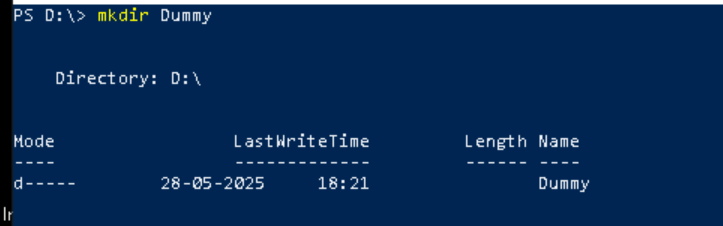 PS D:\> mkdir Dummy
Directory: D:\
Mode                LastWriteTime         Length Name
----                -------------         ------ ----
d-----        28-05-2025     18:21                Dummy